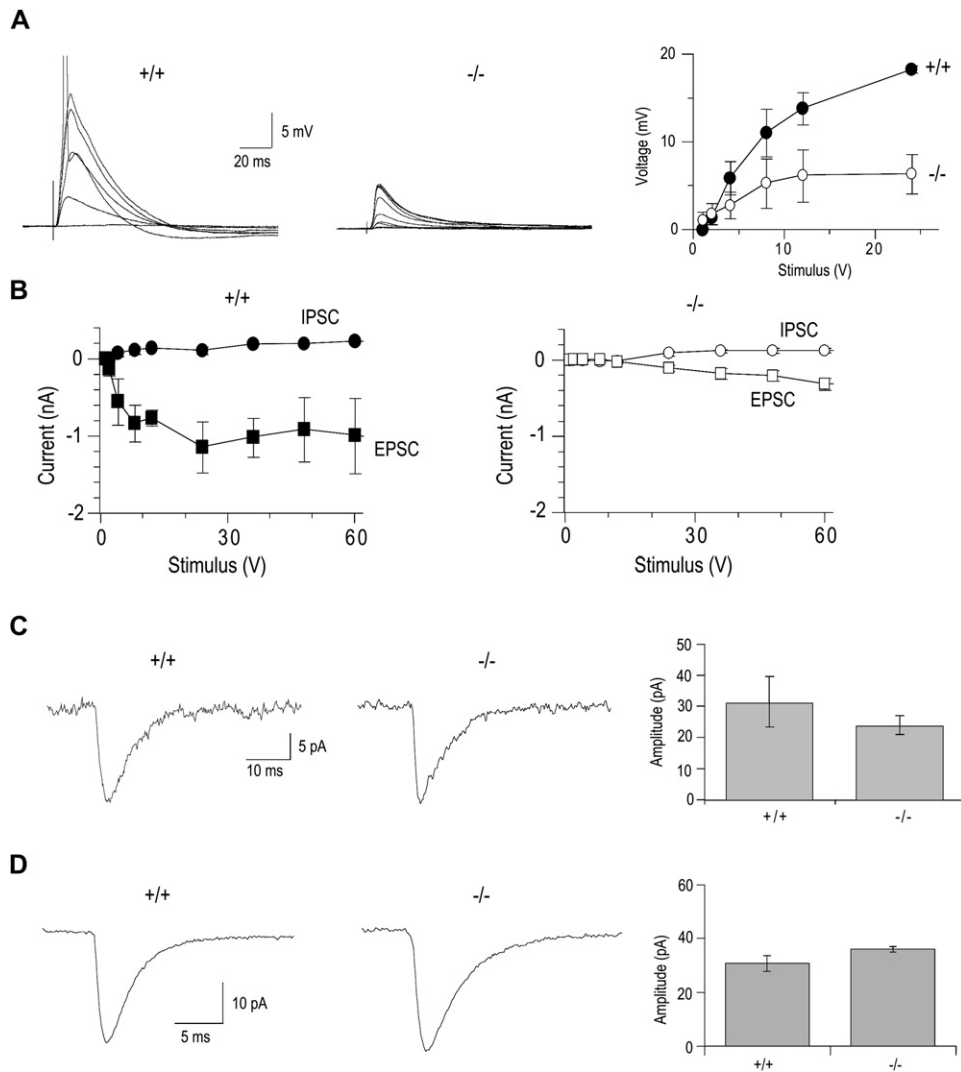 A
+/+
5 mV
20 ms
-/-
Voltage (mV)
20
10
0
+/+
-/-
0
10
20
Stimulus (V)
B
+/+
IPSC
EPSC
Current (nA)
0
-1
-2
0
30
60
Stimulus (V)
-/-
IPSC
EPSC
Current (nA)
0
-1
-2
0
30
60
Stimulus (V)
C
+/+
5 pA
10 ms
-/-
Amplitude (pA)
50
40
30
20
10
0
+/+
-/-
D
+/+
10 pA
5 ms
-/-
Amplitude (pA)
60
40
20
0
+/+
-/-